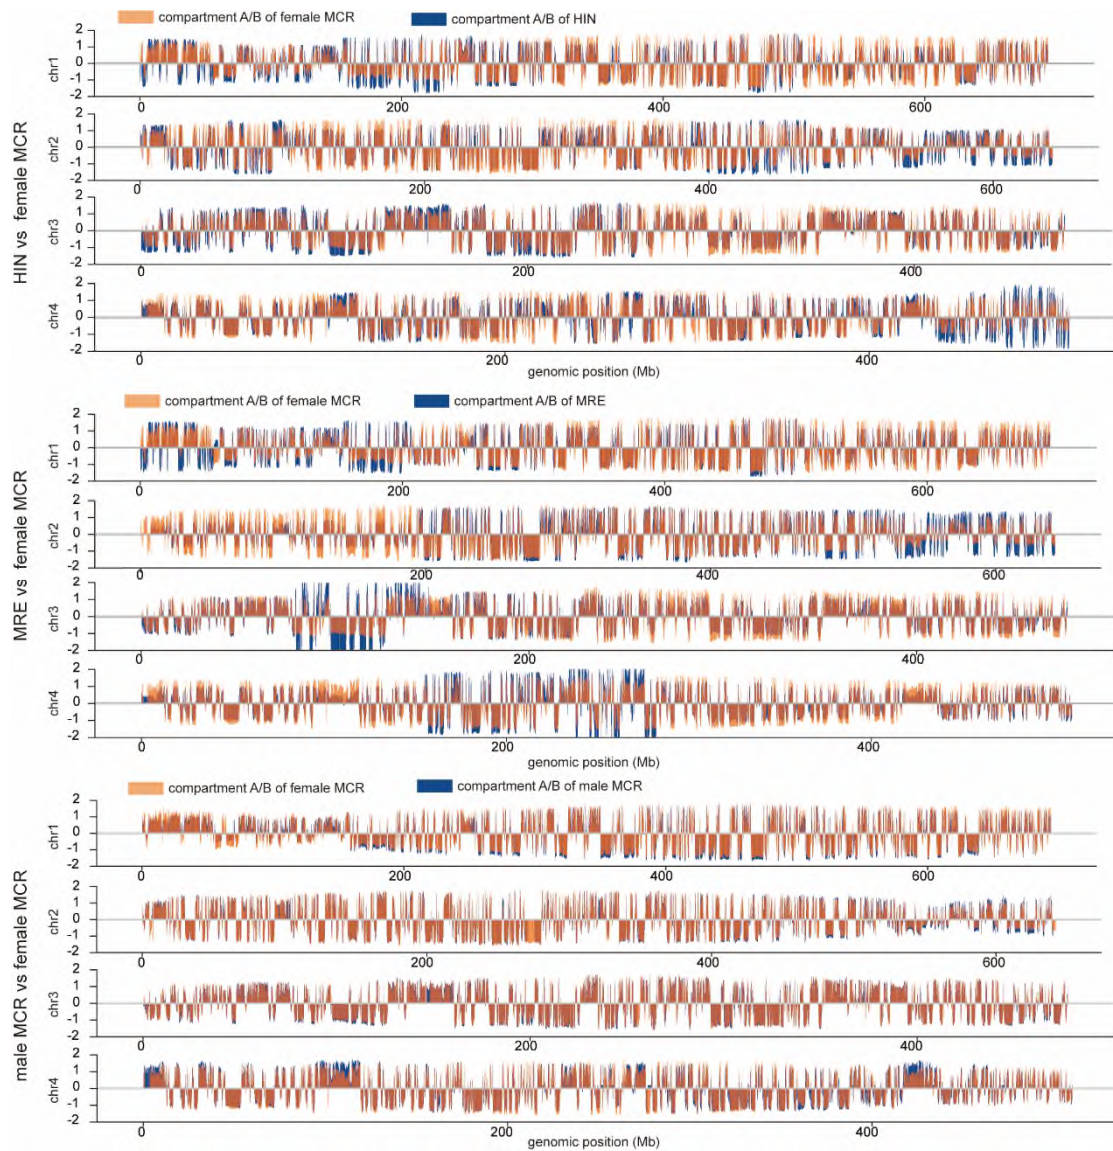 compartment A/B of female MCR compartment A/B of HIN
HIN vs female MCR
chr1
2
1
0
-1
-2
0 200 400 600
chr2
2
1
0
-1
-2
0 200 400 600
chr3
2
1
0
-1
-2
0 200 400
chr4
2
1
0
-1
-2
0 200 400
genomic position (Mb)
compartment A/B of female MCR compartment A/B of MRE
MRE vs female MCR
chr1
2
1
0
-1
-2
0 200 400 600
chr2
2
1
0
-1
-2
0 200 400 600
chr3
2
1
0
-1
-2
0 200 400
chr4
2
1
0
-1
-2
0 200 400
genomic position (Mb)
compartment A/B of female MCR compartment A/B of male MCR
male MCR vs female MCR
chr1
2
1
0
-1
-2
0 200 400 600
chr2
2
1
0
-1
-2
0 200 400 600
chr3
2
1
0
-1
-2
0 200 400
chr4
2
1
0
-1
-2
0 200 400
genomic position (Mb)